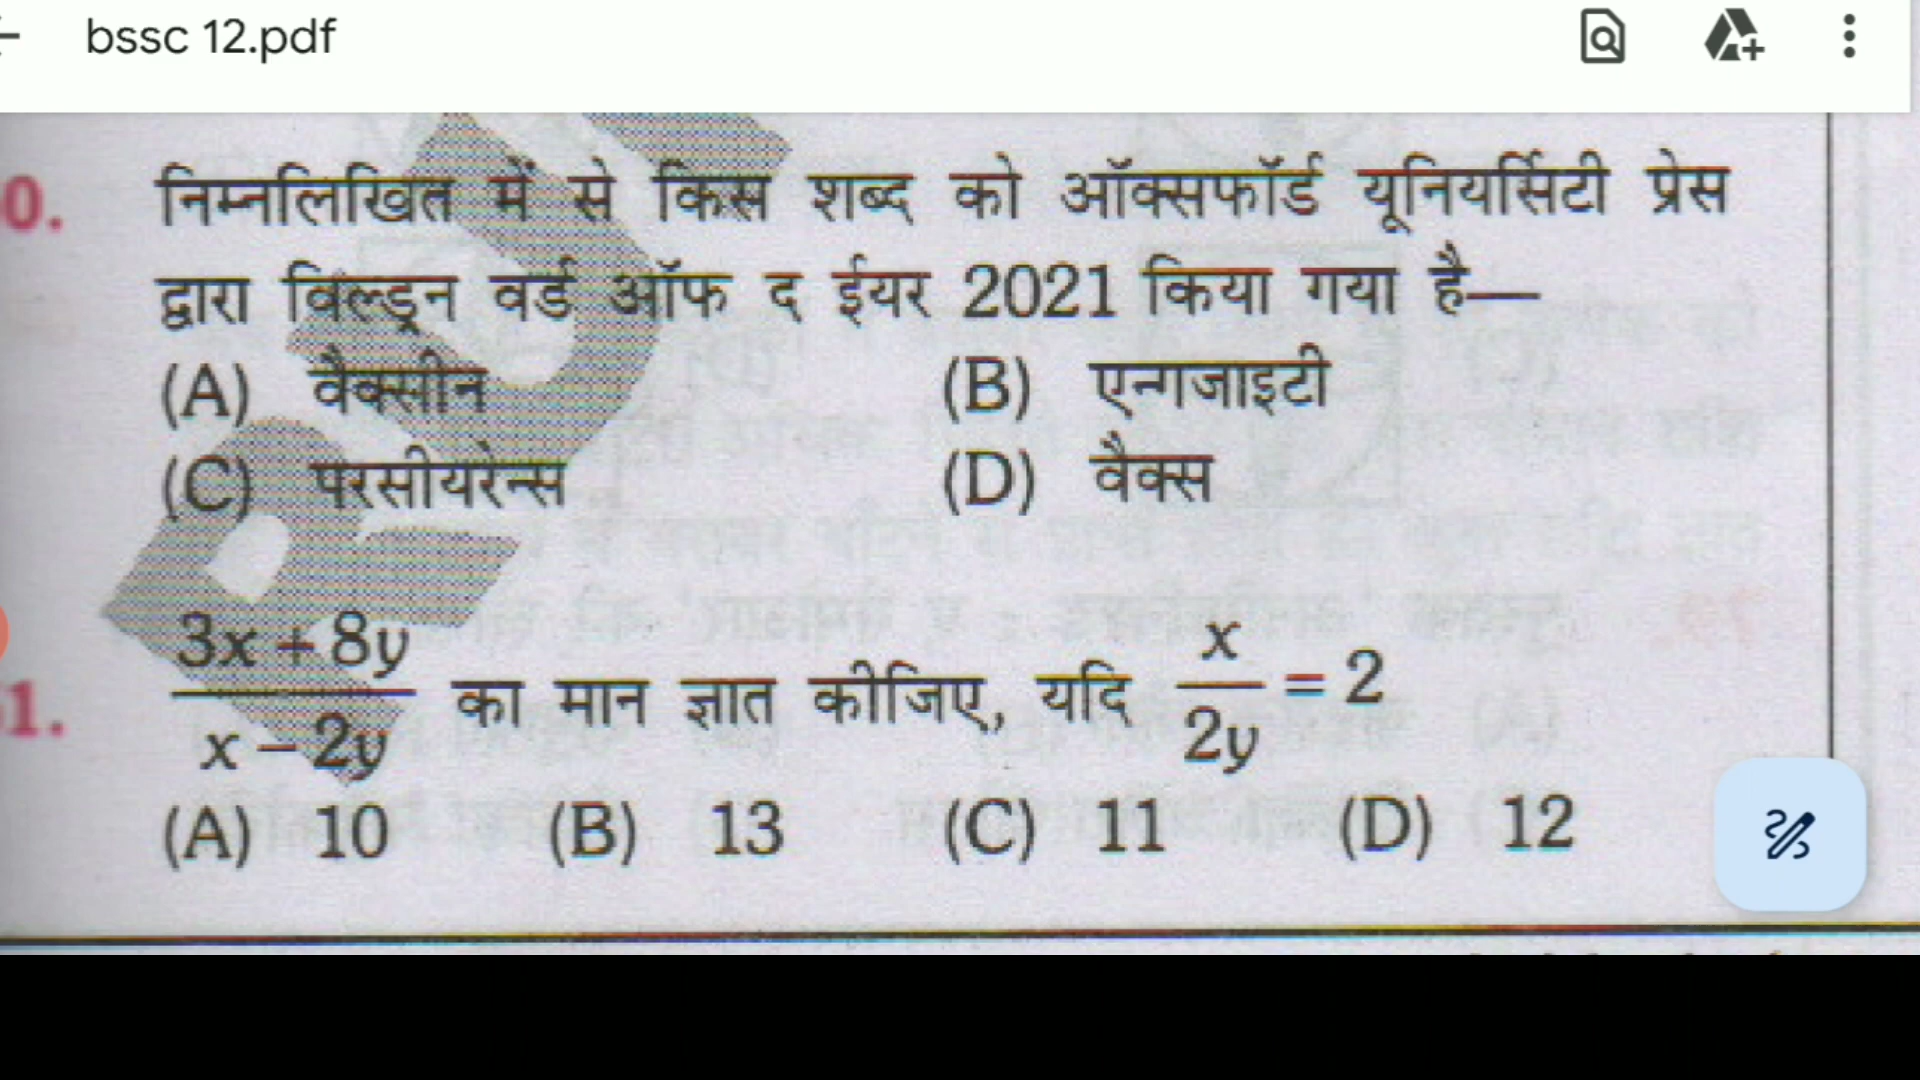 bssc 12.pdf
0. निम्नलिखित में से किस शब्द को ऑक्सफॉर्ड यूनियर्सिटी प्रेस
द्वारा विल्ड्रन वर्ड ऑफ द ईयर 2021 किया गया है—
(A) वैक्सीन (B) एन्गजाइटी
(C) परसीयरेन्स (D) वैक्स
1. (3x + 8y)/(x – 2y) का मान ज्ञात कीजिए, यदि x/2y = 2
(A) 10 (B) 13 (C) 11 (D) 12